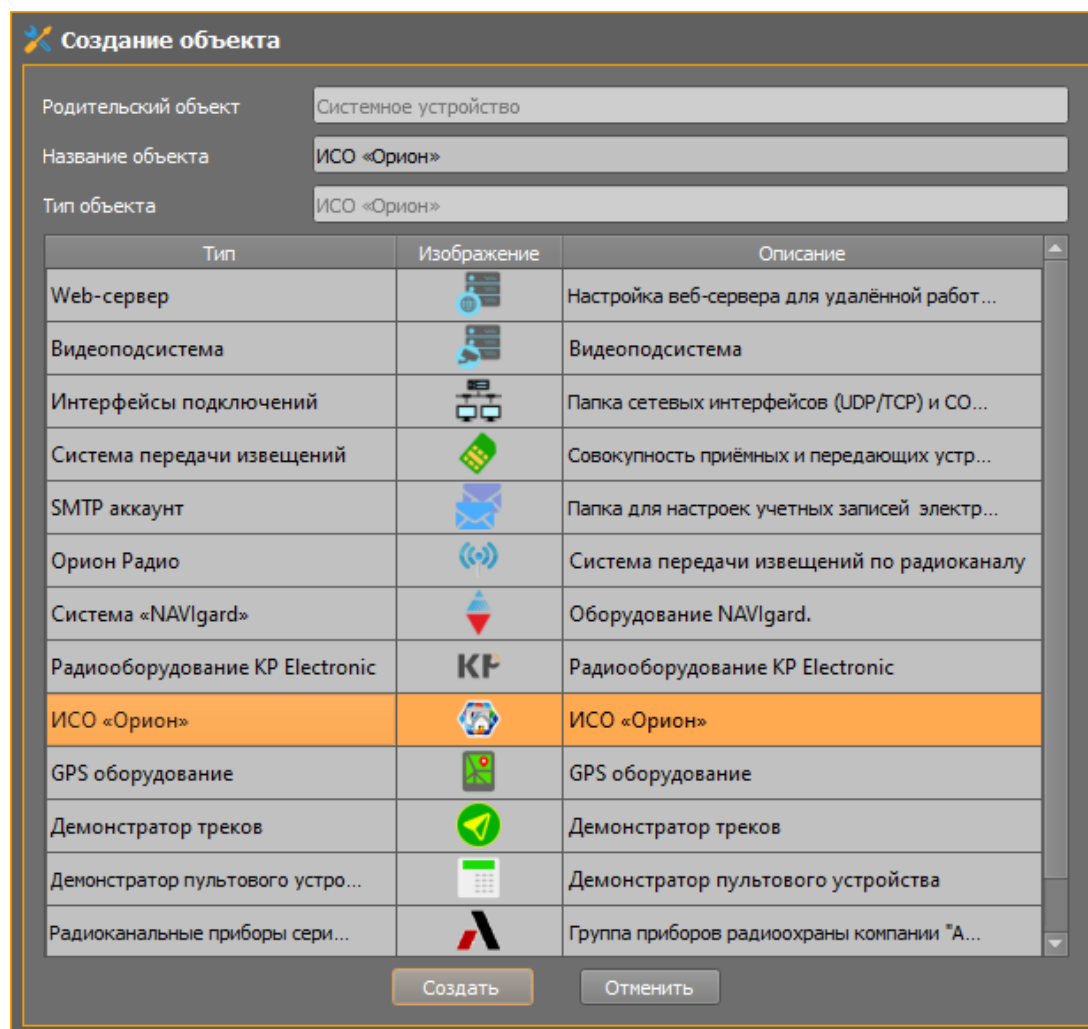 Создание объекта
Родительский объект Системное устройство
Название объекта ИСО «Орион»
Тип объекта ИСО «Орион»
Тип Изображение Описание
Web-сервер Настройка веб-сервера для удалённой работ...
Видеоподсистема Видеоподсистема
Интерфейсы подключений Папка сетевых интерфейсов (UDP/TCP) и CO...
Система передачи извещений Совокупность приёмных и передающих устр...
SMTP аккаунт Папка для настроек учетных записей электр...
Орион Радио Система передачи извещений по радиоканалу
Система «NAVIgard» Оборудование NAVIgard.
Радиооборудование KP Electronic KP Радиооборудование KP Electronic
ИСО «Орион» ИСО «Орион»
GPS оборудование GPS оборудование
Демонстратор треков Демонстратор треков
Демонстратор пультового устро... Демонстратор пультового устройства
Радиоканальные приборы сери... Группа приборов радиоохраны компании "А...
Создать Отменить